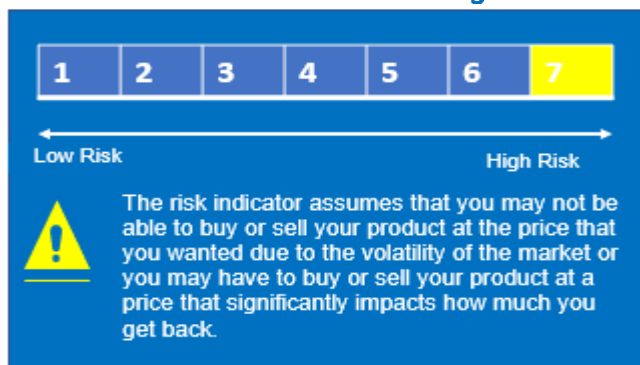 1 2 3 4 5 6 7
Low Risk High Risk
The risk indicator assumes that you may not be
able to buy or sell your product at the price that
you wanted due to the volatility of the market or
you may have to buy or sell your product at a
price that significantly impacts how much you
get back.